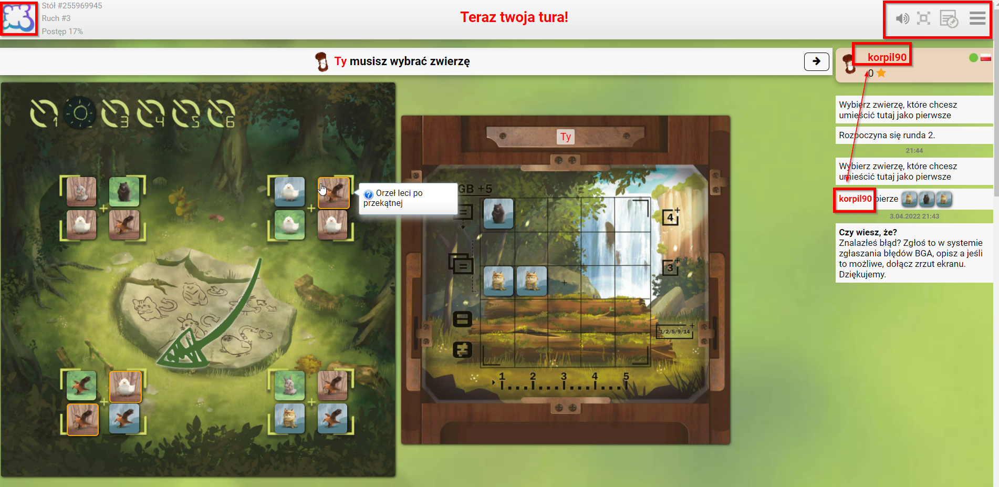 Stół #255969945
Ruch #3
Postęp 17%
Teraz twoja tura!
Ty musisz wybrać zwierzę
korpil90
0
1
3
4
5
6
Orzeł leci po
przekątnej
Ty
GB +5
4+
3+
1/2/5/9/14+
1 2 3 4 5
Wybierz zwierzę, które chcesz
umieścić tutaj jako pierwsze
Rozpoczyna się runda 2.
21:44
Wybierz zwierzę, które chcesz
umieścić tutaj jako pierwsze
korpil90 bierze
3.04.2022 21:43
Czy wiesz, że?
Znalazłeś błąd? Zgłoś to w systemie
zgłaszania błędów BGA, opisz a jeśli
to możliwe, dołącz zrzut ekranu.
Dziękujemy.